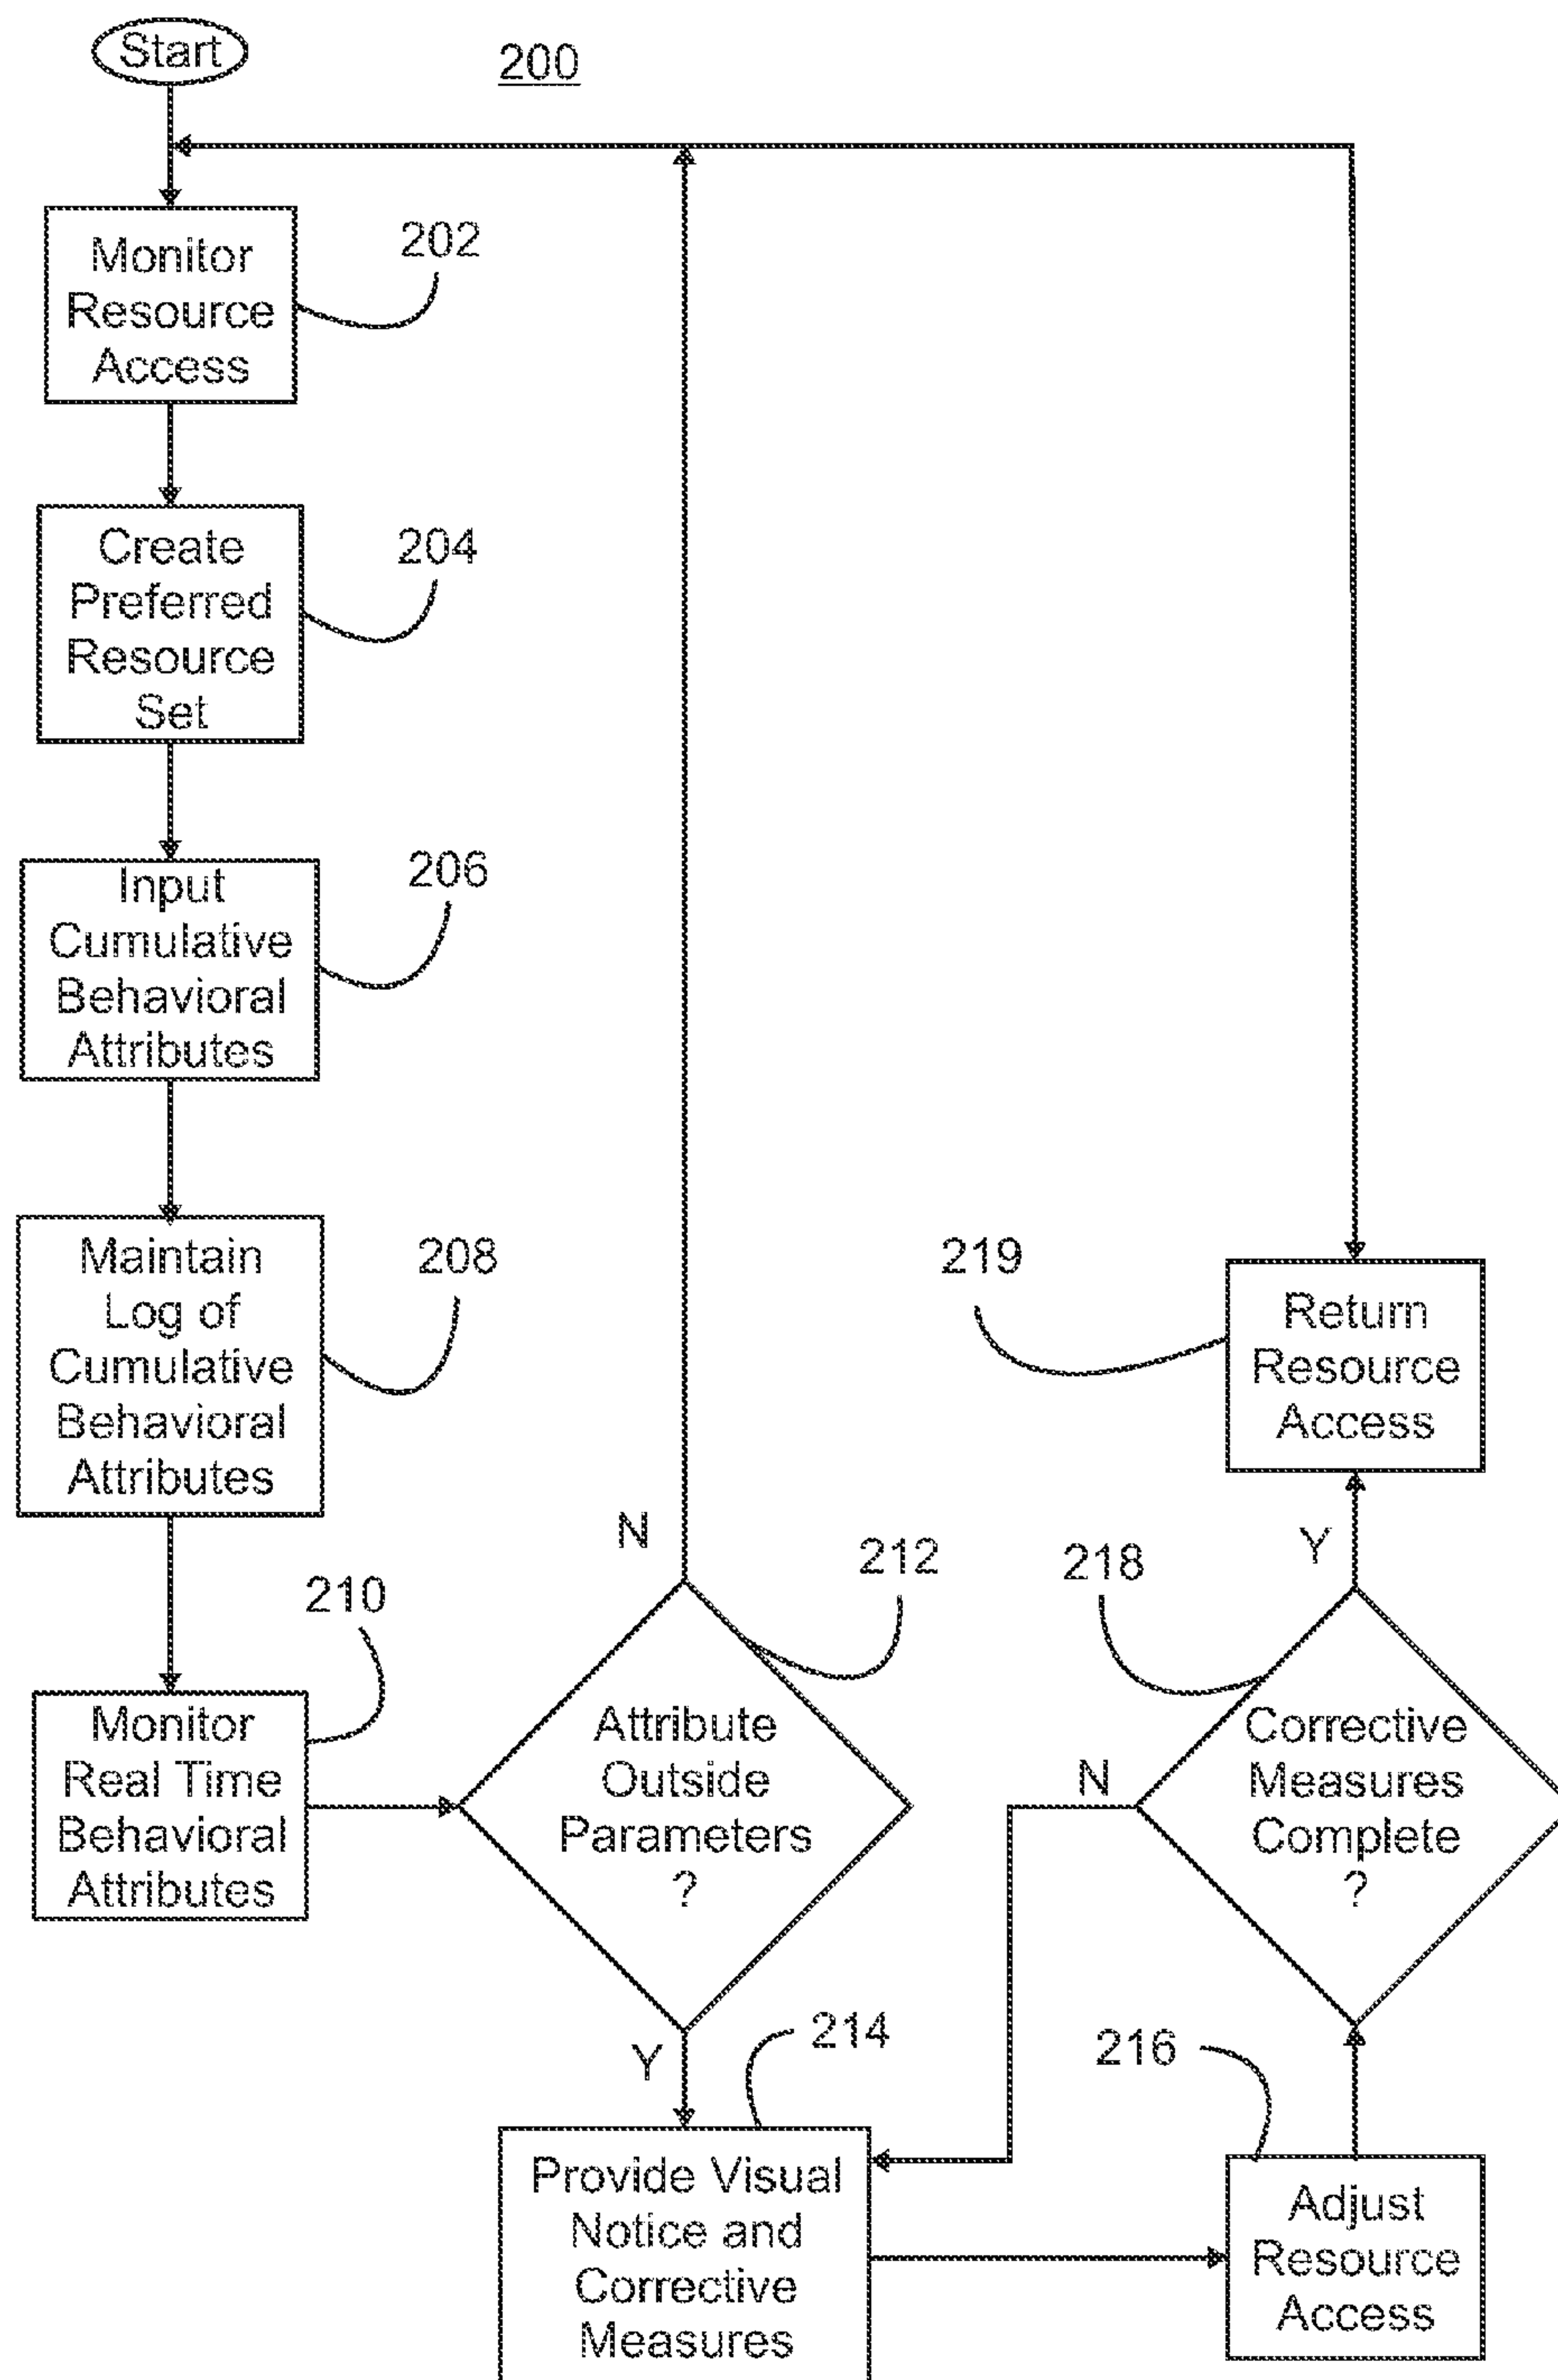 Start
200
Monitor
Resource
Access
202
Create
Preferred
Resource
Set
204
Input
Cumulative
Behavioral
Attributes
206
Maintain
Log of
Cumulative
Behavioral
Attributes
208
Monitor
Real Time
Behavioral
Attributes
210
N
212
Attribute
Outside
Parameters
?
Y
214
Provide Visual
Notice and
Corrective
Measures
216
Adjust
Resource
Access
218
N
Corrective
Measures
Complete
?
Y
219
Return
Resource
Access